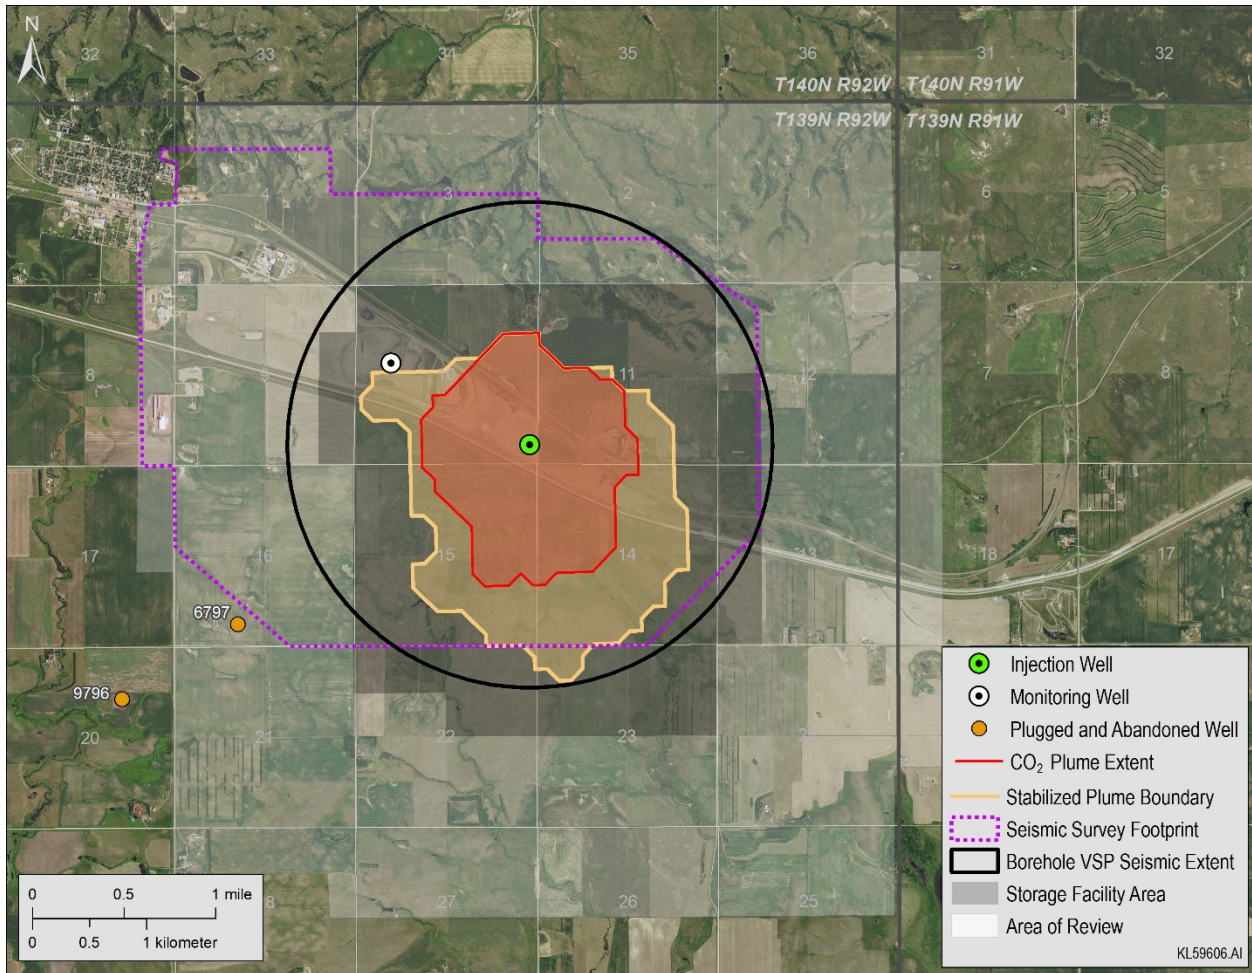 N
32
33
34
35
36
31
32
T140N R92W
T140N R91W
T139N R92W
T139N R91W
4
3
2
1
6
5
8
9
11
12
7
8
17
16
15
14
13
18
17
6797
9796
20
21
23
24
27
26
25
Injection Well
Monitoring Well
Plugged and Abandoned Well
CO₂ Plume Extent
Stabilized Plume Boundary
Seismic Survey Footprint
Borehole VSP Seismic Extent
Storage Facility Area
Area of Review
KL59606.AI
0 0.5 1 mile
0 0.5 1 kilometer